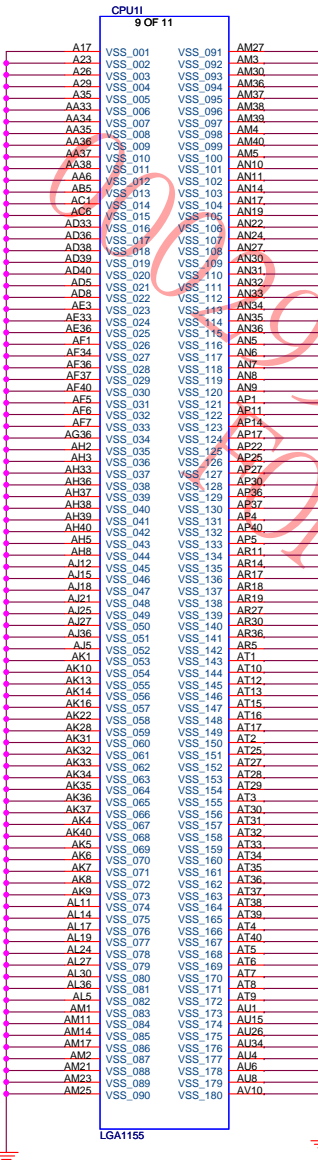 CPU1I
9 OF 11
A17 VSS_001 VSS_091 AM27
A23 VSS_002 VSS_092 AM3
A26 VSS_003 VSS_093 AM30
A29 VSS_004 VSS_094 AM36
A35 VSS_005 VSS_095 AM37
AA33 VSS_006 VSS_096 AM38
AA34 VSS_007 VSS_097 AM39
AA35 VSS_008 VSS_098 AM4
AA36 VSS_009 VSS_099 AM40
AA37 VSS_010 VSS_100 AM5
AA38 VSS_011 VSS_101 AN10
AA6 VSS_012 VSS_102 AN11
AB5 VSS_013 VSS_103 AN14
AC1 VSS_014 VSS_104 AN17
AC6 VSS_015 VSS_105 AN19
AD33 VSS_016 VSS_106 AN22
AD36 VSS_017 VSS_107 AN24
AD38 VSS_018 VSS_108 AN27
AD39 VSS_019 VSS_109 AN30
AD40 VSS_020 VSS_110 AN31
AD5 VSS_021 VSS_111 AN32
AD8 VSS_022 VSS_112 AN33
AE3 VSS_023 VSS_113 AN34
AE33 VSS_024 VSS_114 AN35
AE36 VSS_025 VSS_115 AN36
AF1 VSS_026 VSS_116 AN5
AF34 VSS_027 VSS_117 AN6
AF36 VSS_028 VSS_118 AN7
AF37 VSS_029 VSS_119 AN8
AF40 VSS_030 VSS_120 AN9
AF5 VSS_031 VSS_121 AP1
AF6 VSS_032 VSS_122 AP11
AF7 VSS_033 VSS_123 AP14
AG36 VSS_034 VSS_124 AP17
AH2 VSS_035 VSS_125 AP22
AH3 VSS_036 VSS_126 AP25
AH33 VSS_037 VSS_127 AP27
AH36 VSS_038 VSS_128 AP30
AH37 VSS_039 VSS_129 AP36
AH38 VSS_040 VSS_130 AP37
AH39 VSS_041 VSS_131 AP4
AH40 VSS_042 VSS_132 AP40
AH5 VSS_043 VSS_133 AP5
AH8 VSS_044 VSS_134 AR11
AJ12 VSS_045 VSS_135 AR14
AJ15 VSS_046 VSS_136 AR17
AJ18 VSS_047 VSS_137 AR18
AJ21 VSS_048 VSS_138 AR19
AJ25 VSS_049 VSS_139 AR27
AJ27 VSS_050 VSS_140 AR30
AJ36 VSS_051 VSS_141 AR36
AJ5 VSS_052 VSS_142 AR5
AK1 VSS_053 VSS_143 AT1
AK10 VSS_054 VSS_144 AT10
AK13 VSS_055 VSS_145 AT12
AK14 VSS_056 VSS_146 AT13
AK16 VSS_057 VSS_147 AT15
AK22 VSS_058 VSS_148 AT16
AK28 VSS_059 VSS_149 AT17
AK31 VSS_060 VSS_150 AT2
AK32 VSS_061 VSS_151 AT25
AK33 VSS_062 VSS_152 AT27
AK34 VSS_063 VSS_153 AT28
AK35 VSS_064 VSS_154 AT29
AK36 VSS_065 VSS_155 AT3
AK37 VSS_066 VSS_156 AT30
AK4 VSS_067 VSS_157 AT31
AK40 VSS_068 VSS_158 AT32
AK5 VSS_069 VSS_159 AT33
AK6 VSS_070 VSS_160 AT34
AK7 VSS_071 VSS_161 AT35
AK8 VSS_072 VSS_162 AT36
AK9 VSS_073 VSS_163 AT37
AL11 VSS_074 VSS_164 AT38
AL14 VSS_075 VSS_165 AT39
AL17 VSS_076 VSS_166 AT4
AL19 VSS_077 VSS_167 AT40
AL24 VSS_078 VSS_168 AT5
AL27 VSS_079 VSS_169 AT6
AL30 VSS_080 VSS_170 AT7
AL36 VSS_081 VSS_171 AT8
AL5 VSS_082 VSS_172 AT9
AM1 VSS_083 VSS_173 AU1
AM11 VSS_084 VSS_174 AU15
AM14 VSS_085 VSS_175 AU26
AM17 VSS_086 VSS_176 AU34
AM2 VSS_087 VSS_177 AU4
AM21 VSS_088 VSS_178 AU6
AM23 VSS_089 VSS_179 AU8
AM25 VSS_090 VSS_180 AV10
LGA1155